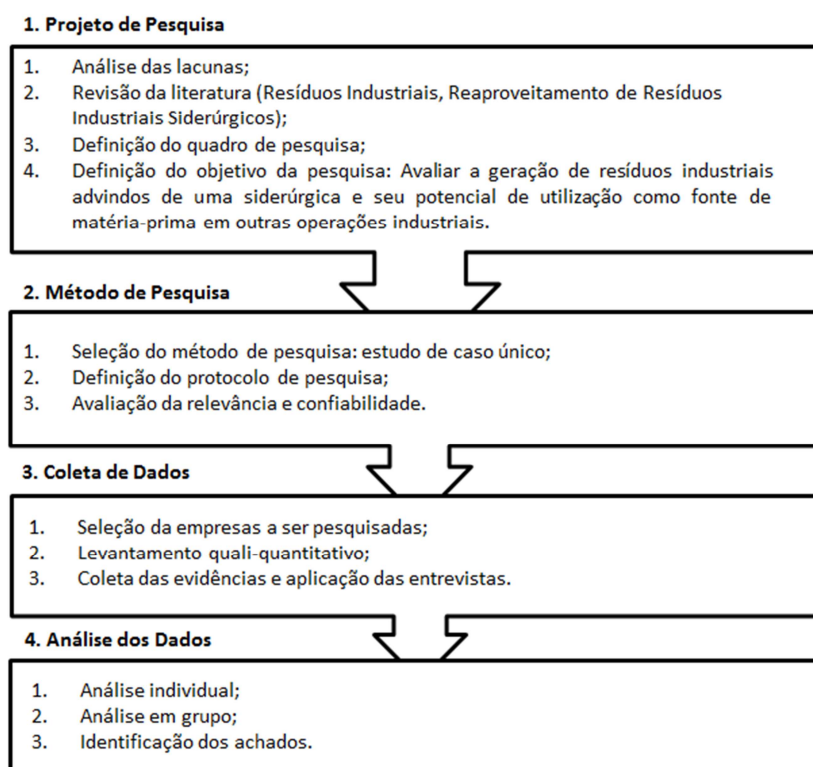 1. Projeto de Pesquisa
1. Análise das lacunas;
2. Revisão da literatura (Resíduos Industriais, Reaproveitamento de Resíduos
Industriais Siderúrgicos);
3. Definição do quadro de pesquisa;
4. Definição do objetivo da pesquisa: Avaliar a geração de resíduos industriais
advindos de uma siderúrgica e seu potencial de utilização como fonte de
matéria-prima em outras operações industriais.
2. Método de Pesquisa
1. Seleção do método de pesquisa: estudo de caso único;
2. Definição do protocolo de pesquisa;
3. Avaliação da relevância e confiabilidade.
3. Coleta de Dados
1. Seleção da empresas a ser pesquisadas;
2. Levantamento quali-quantitativo;
3. Coleta das evidências e aplicação das entrevistas.
4. Análise dos Dados
1. Análise individual;
2. Análise em grupo;
3. Identificação dos achados.